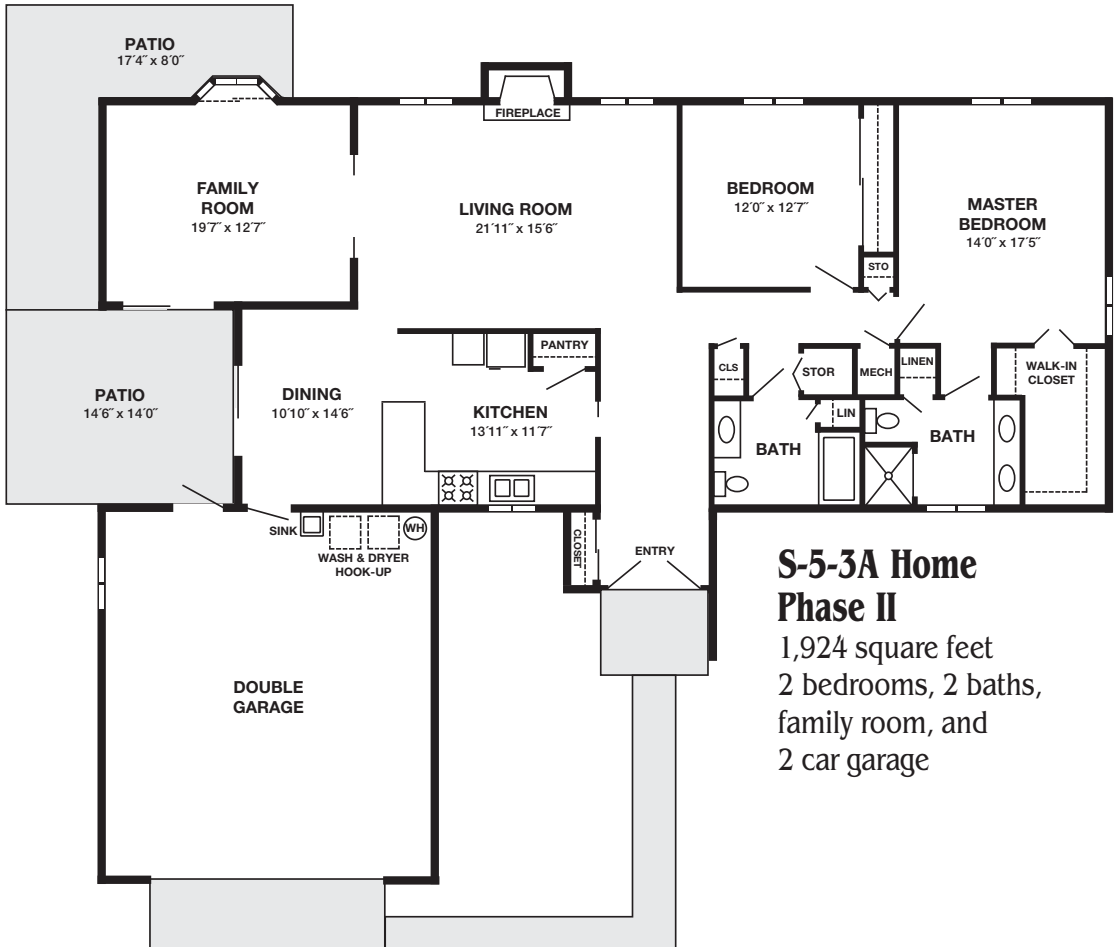 PATIO
17´4˝ x 8´0˝
FIREPLACE
FAMILY
ROOM
19´7˝ x 12´7˝
LIVING ROOM
21´11˝ x 15´6˝
BEDROOM
12´0˝ x 12´7˝
MASTER
BEDROOM
14´0˝ x 17´5˝
STO
PATIO
14´6˝ x 14´0˝
DINING
10´10˝ x 14´6˝
PANTRY
KITCHEN
13´11˝ x 11´7˝
CLS
STOR
MECH
LINEN
WALK-IN
CLOSET
LIN
BATH
BATH
SINK
WH
WASH & DRYER
HOOK-UP
CLOSET
ENTRY
DOUBLE
GARAGE
S-5-3A Home
Phase II
1,924 square feet
2 bedrooms, 2 baths,
family room, and
2 car garage